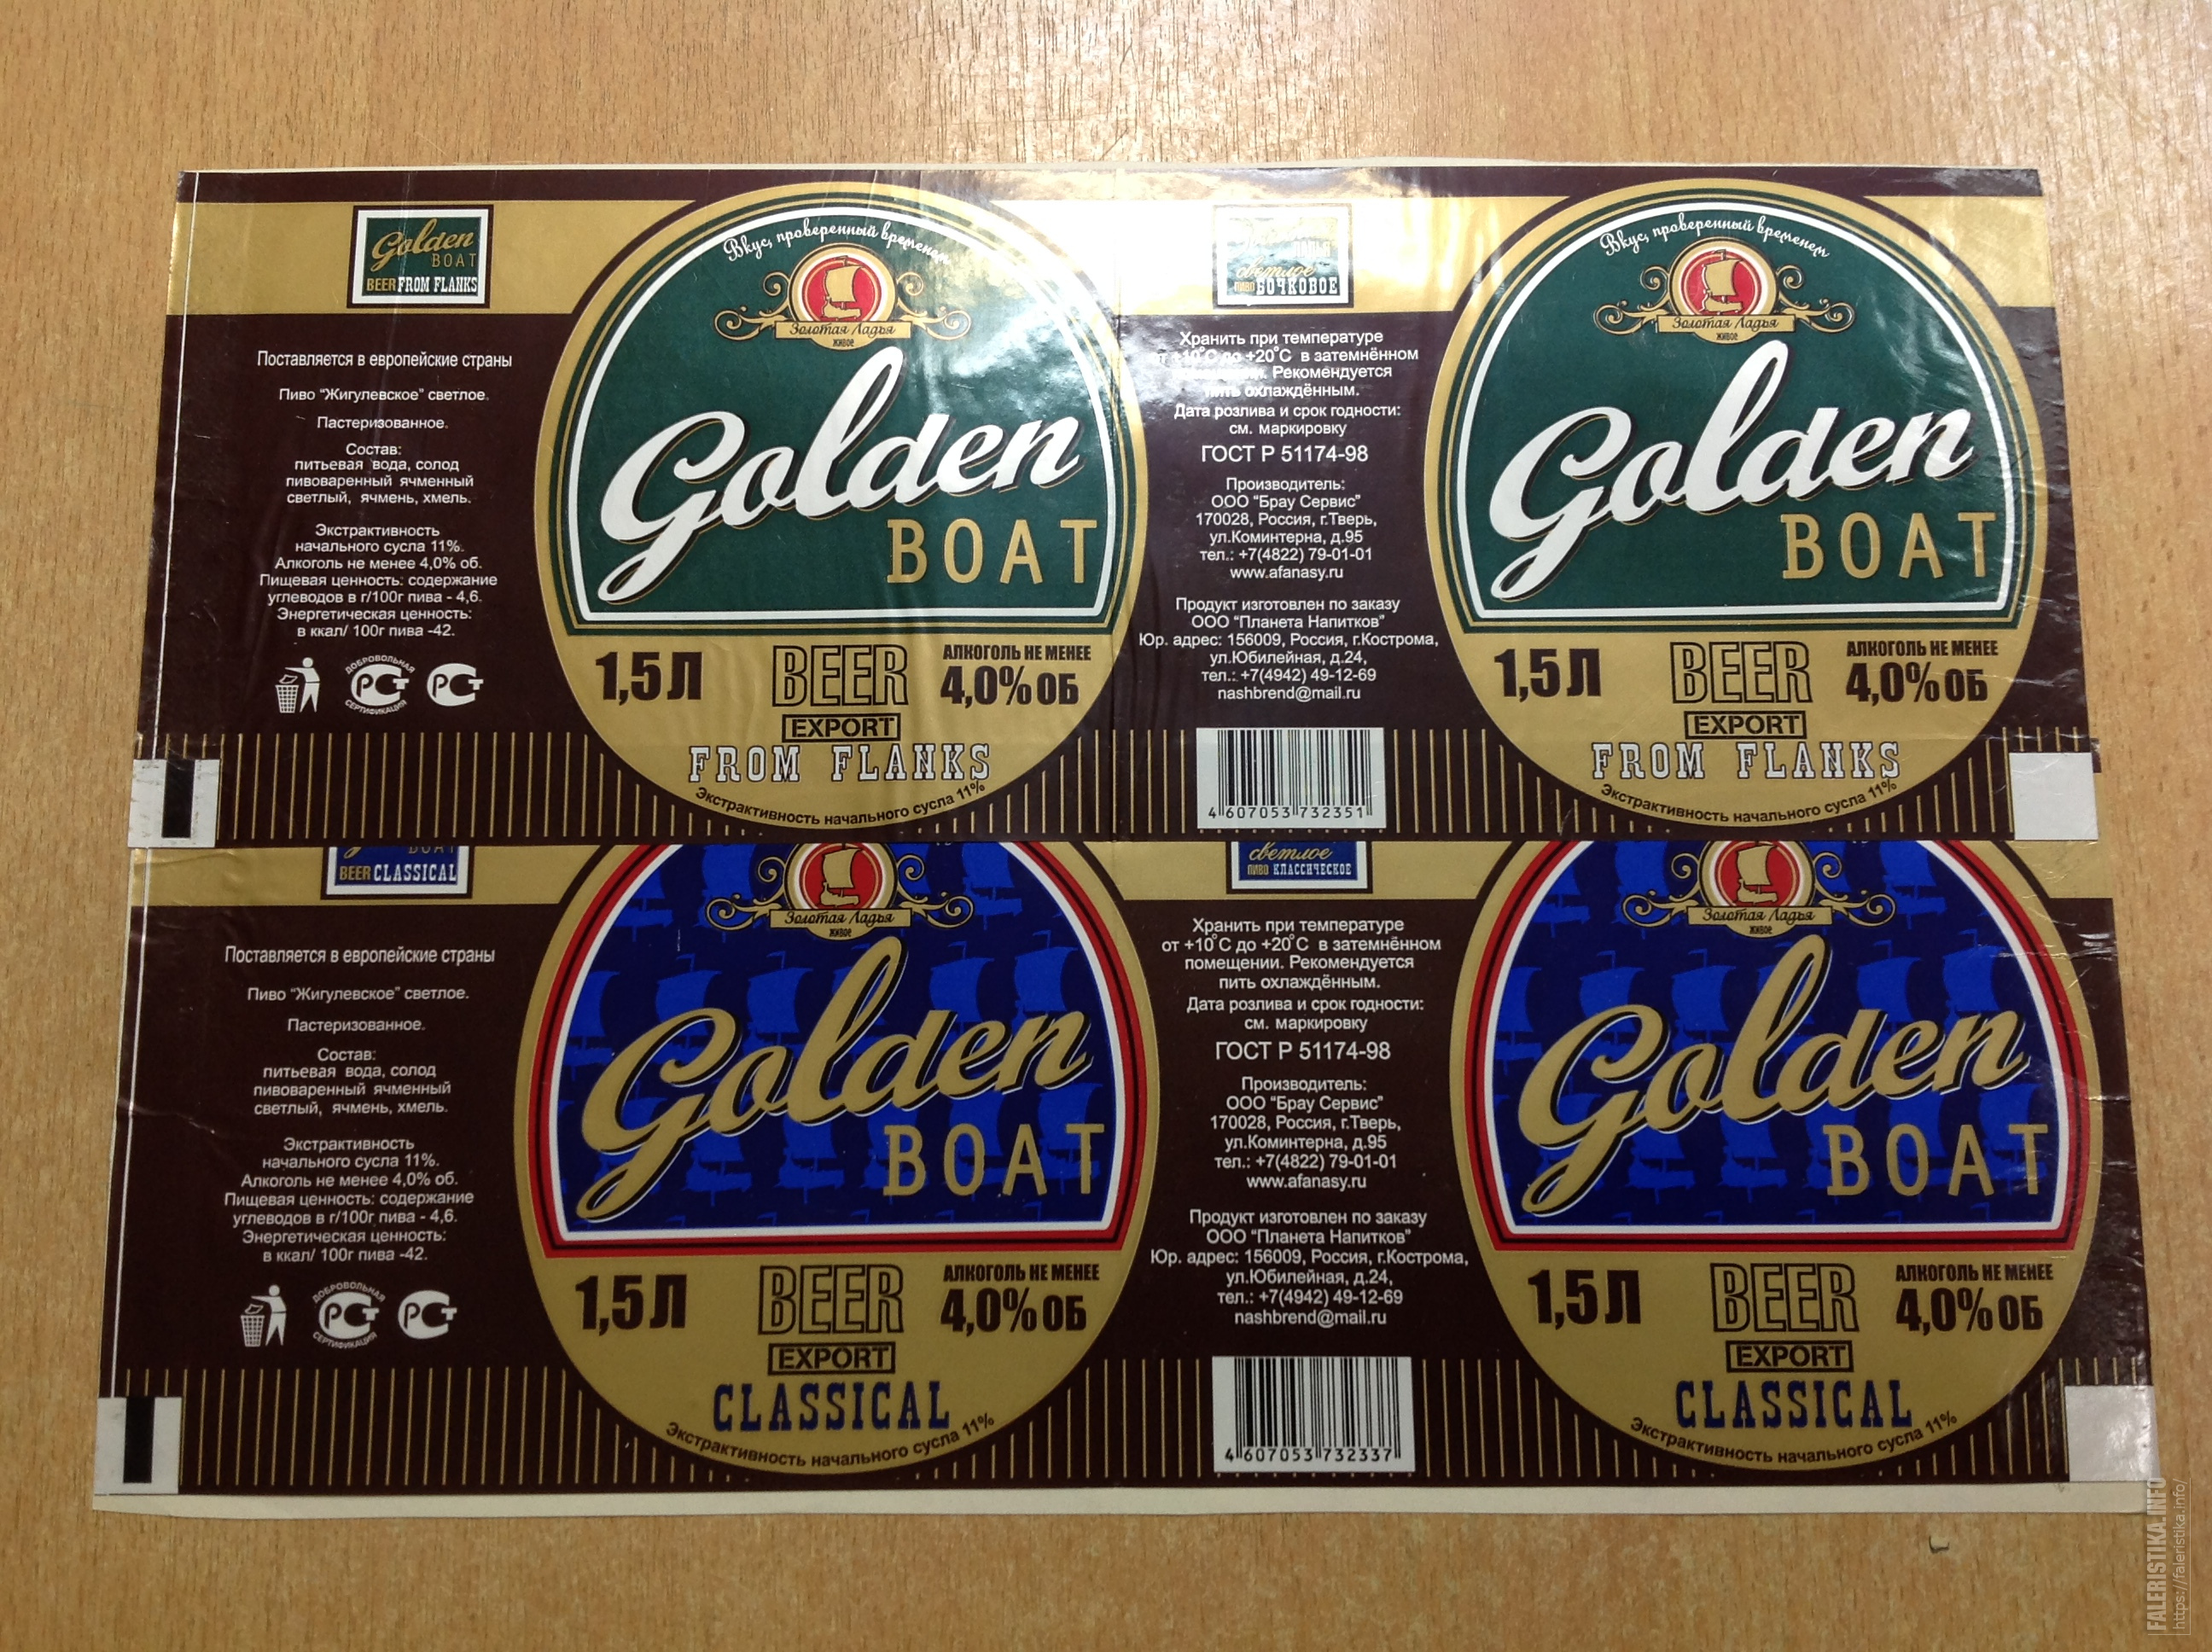 Golden
BOAT
BEER FROM FLANKS
Поставляется в европейские страны
Пиво "Жигулевское" светлое.
Пастеризованное.
Состав:
питьевая вода, солод
пивоваренный ячменный
светлый, ячмень, хмель.
Экстрактивность
начального сусла 11%.
Алкоголь не менее 4,0% об.
Пищевая ценность: содержание
углеводов в г/100г пива - 4,6.
Энергетическая ценность:
в ккал/ 100г пива -42.
ДОБРОВОЛЬНАЯ
СЕРТИФИКАЦИЯ
Вкус, проверенный временем
Золотая Ладья
живое
Golden
BOAT
1,5 Л
BEER
АЛКОГОЛЬ НЕ МЕНЕЕ
4,0% ОБ
EXPORT
FROM FLANKS
Экстрактивность начального сусла 11%
светлое
ПИВО БОЧКОВОЕ
Хранить при температуре
от +10°С до +20°С в затемнённом
Рекомендуется
пить охлаждённым.
Дата розлива и срок годности:
см. маркировку
ГОСТ Р 51174-98
Производитель:
ООО "Брау Сервис"
170028, Россия, г.Тверь,
ул.Коминтерна, д.95
тел.: +7(4822) 79-01-01
www.afanasy.ru
Продукт изготовлен по заказу
ООО "Планета Напитков"
Юр. адрес: 156009, Россия, г.Кострома,
ул.Юбилейная, д.24,
тел.: +7(4942) 49-12-69
nashbrend@mail.ru
4 607053 732351
Вкус, проверенный временем
Золотая Ладья
живое
Golden
BOAT
1,5 Л
BEER
АЛКОГОЛЬ НЕ МЕНЕЕ
4,0% ОБ
EXPORT
FROM FLANKS
Экстрактивность начального сусла 11%
BOAT
BEER CLASSICAL
Поставляется в европейские страны
Пиво "Жигулевское" светлое.
Пастеризованное.
Состав:
питьевая вода, солод
пивоваренный ячменный
светлый, ячмень, хмель.
Экстрактивность
начального сусла 11%.
Алкоголь не менее 4,0% об.
Пищевая ценность: содержание
углеводов в г/100г пива - 4,6.
Энергетическая ценность:
в ккал/ 100г пива -42.
ДОБРОВОЛЬНАЯ
СЕРТИФИКАЦИЯ
Золотая Ладья
живое
Golden
BOAT
1,5 Л
BEER
АЛКОГОЛЬ НЕ МЕНЕЕ
4,0% ОБ
EXPORT
CLASSICAL
Экстрактивность начального сусла 11%
светлое
ПИВО КЛАССИЧЕСКОЕ
Хранить при температуре
от +10°С до +20°С в затемнённом
помещении. Рекомендуется
пить охлаждённым.
Дата розлива и срок годности:
см. маркировку
ГОСТ Р 51174-98
Производитель:
ООО "Брау Сервис"
170028, Россия, г.Тверь,
ул.Коминтерна, д.95
тел.: +7(4822) 79-01-01
www.afanasy.ru
Продукт изготовлен по заказу
ООО "Планета Напитков"
Юр. адрес: 156009, Россия, г.Кострома,
ул.Юбилейная, д.24,
тел.: +7(4942) 49-12-69
nashbrend@mail.ru
4 607053 732337
Золотая Ладья
живое
Golden
BOAT
1,5 Л
BEER
АЛКОГОЛЬ НЕ МЕНЕЕ
4,0% ОБ
EXPORT
CLASSICAL
Экстрактивность начального сусла 11%
FALERISTIKA.INFO
https://faleristika.info/